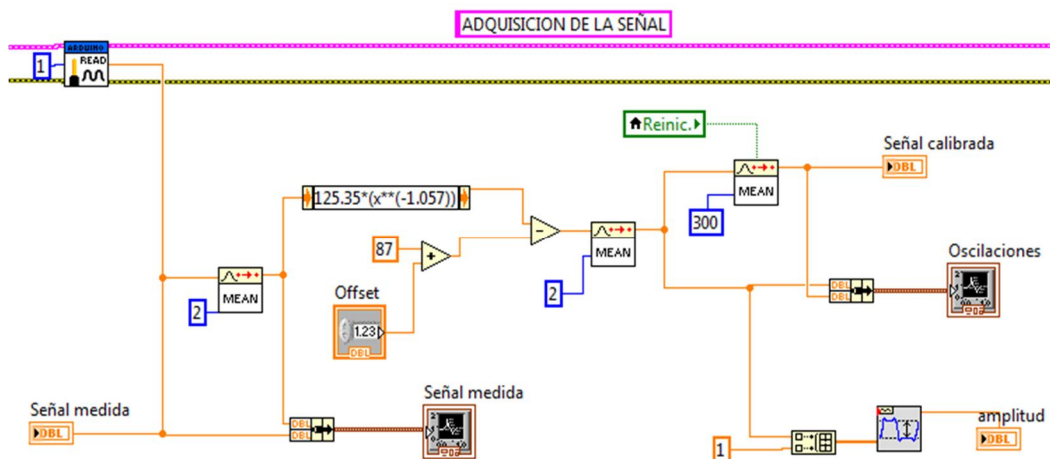 ADQUISICION DE LA SEÑAL
ARDUINO
READ
1
Reinic.
Señal calibrada
DBL
MEAN
125.35*(x**(-1.057))
300
87
MEAN
Oscilaciones
2
DBL
DBL
MEAN
2
Offset
1.23
DBL
Señal medida
Señal medida
DBL
DBL
DBL
amplitud
1
DBL